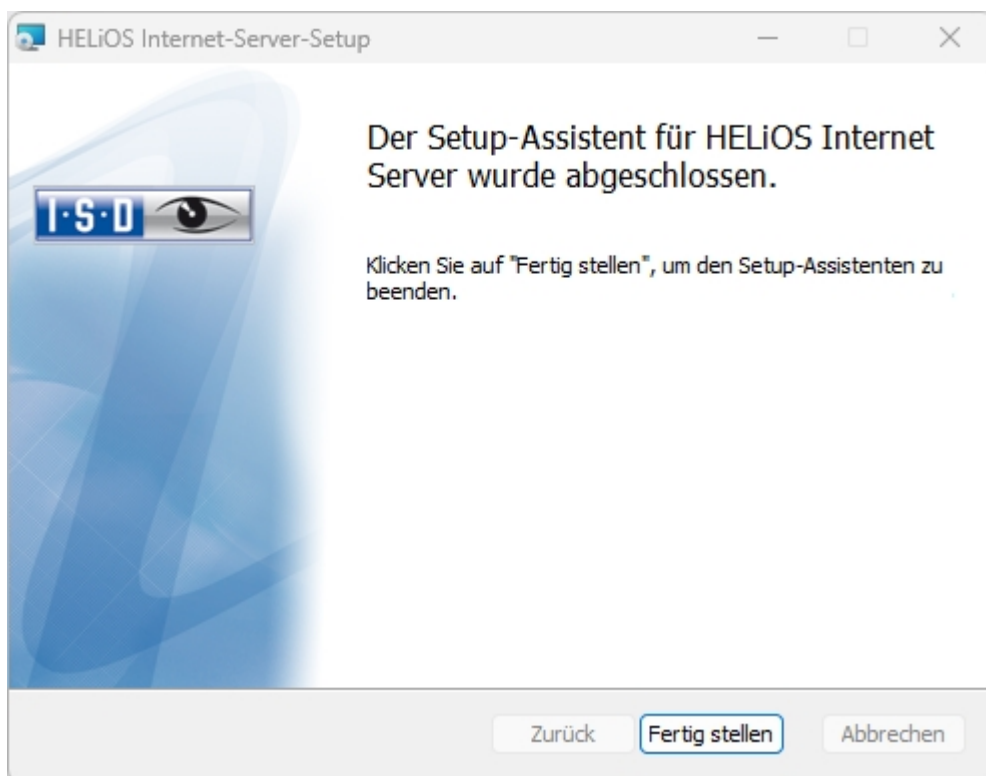 HELiOS Internet-Server-Setup
I·S·D
Der Setup-Assistent für HELiOS Internet
Server wurde abgeschlossen.
Klicken Sie auf "Fertig stellen", um den Setup-Assistenten zu
beenden.
Zurück Fertig stellen Abbrechen